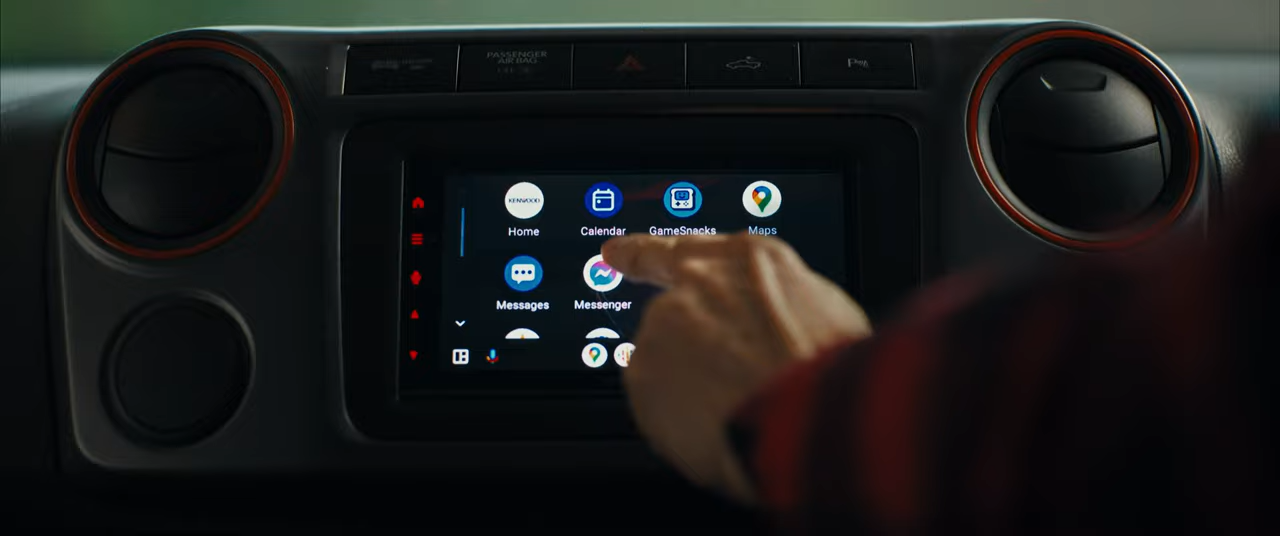 PASSENGER
AIR BAG
KENWOOD
Home
Calendar
GameSnacks
Maps
Messages
Messenger